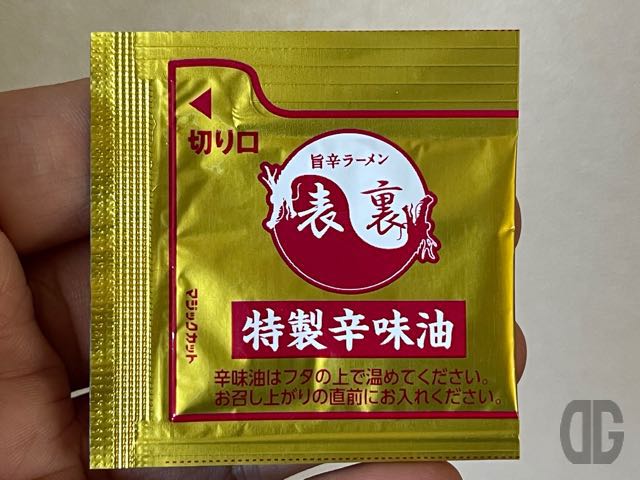 切り口
旨辛ラーメン
表裏
マジックカット
特製辛味油
辛味油はフタの上で温めてください。
お召し上がりの直前にお入れください。
DG